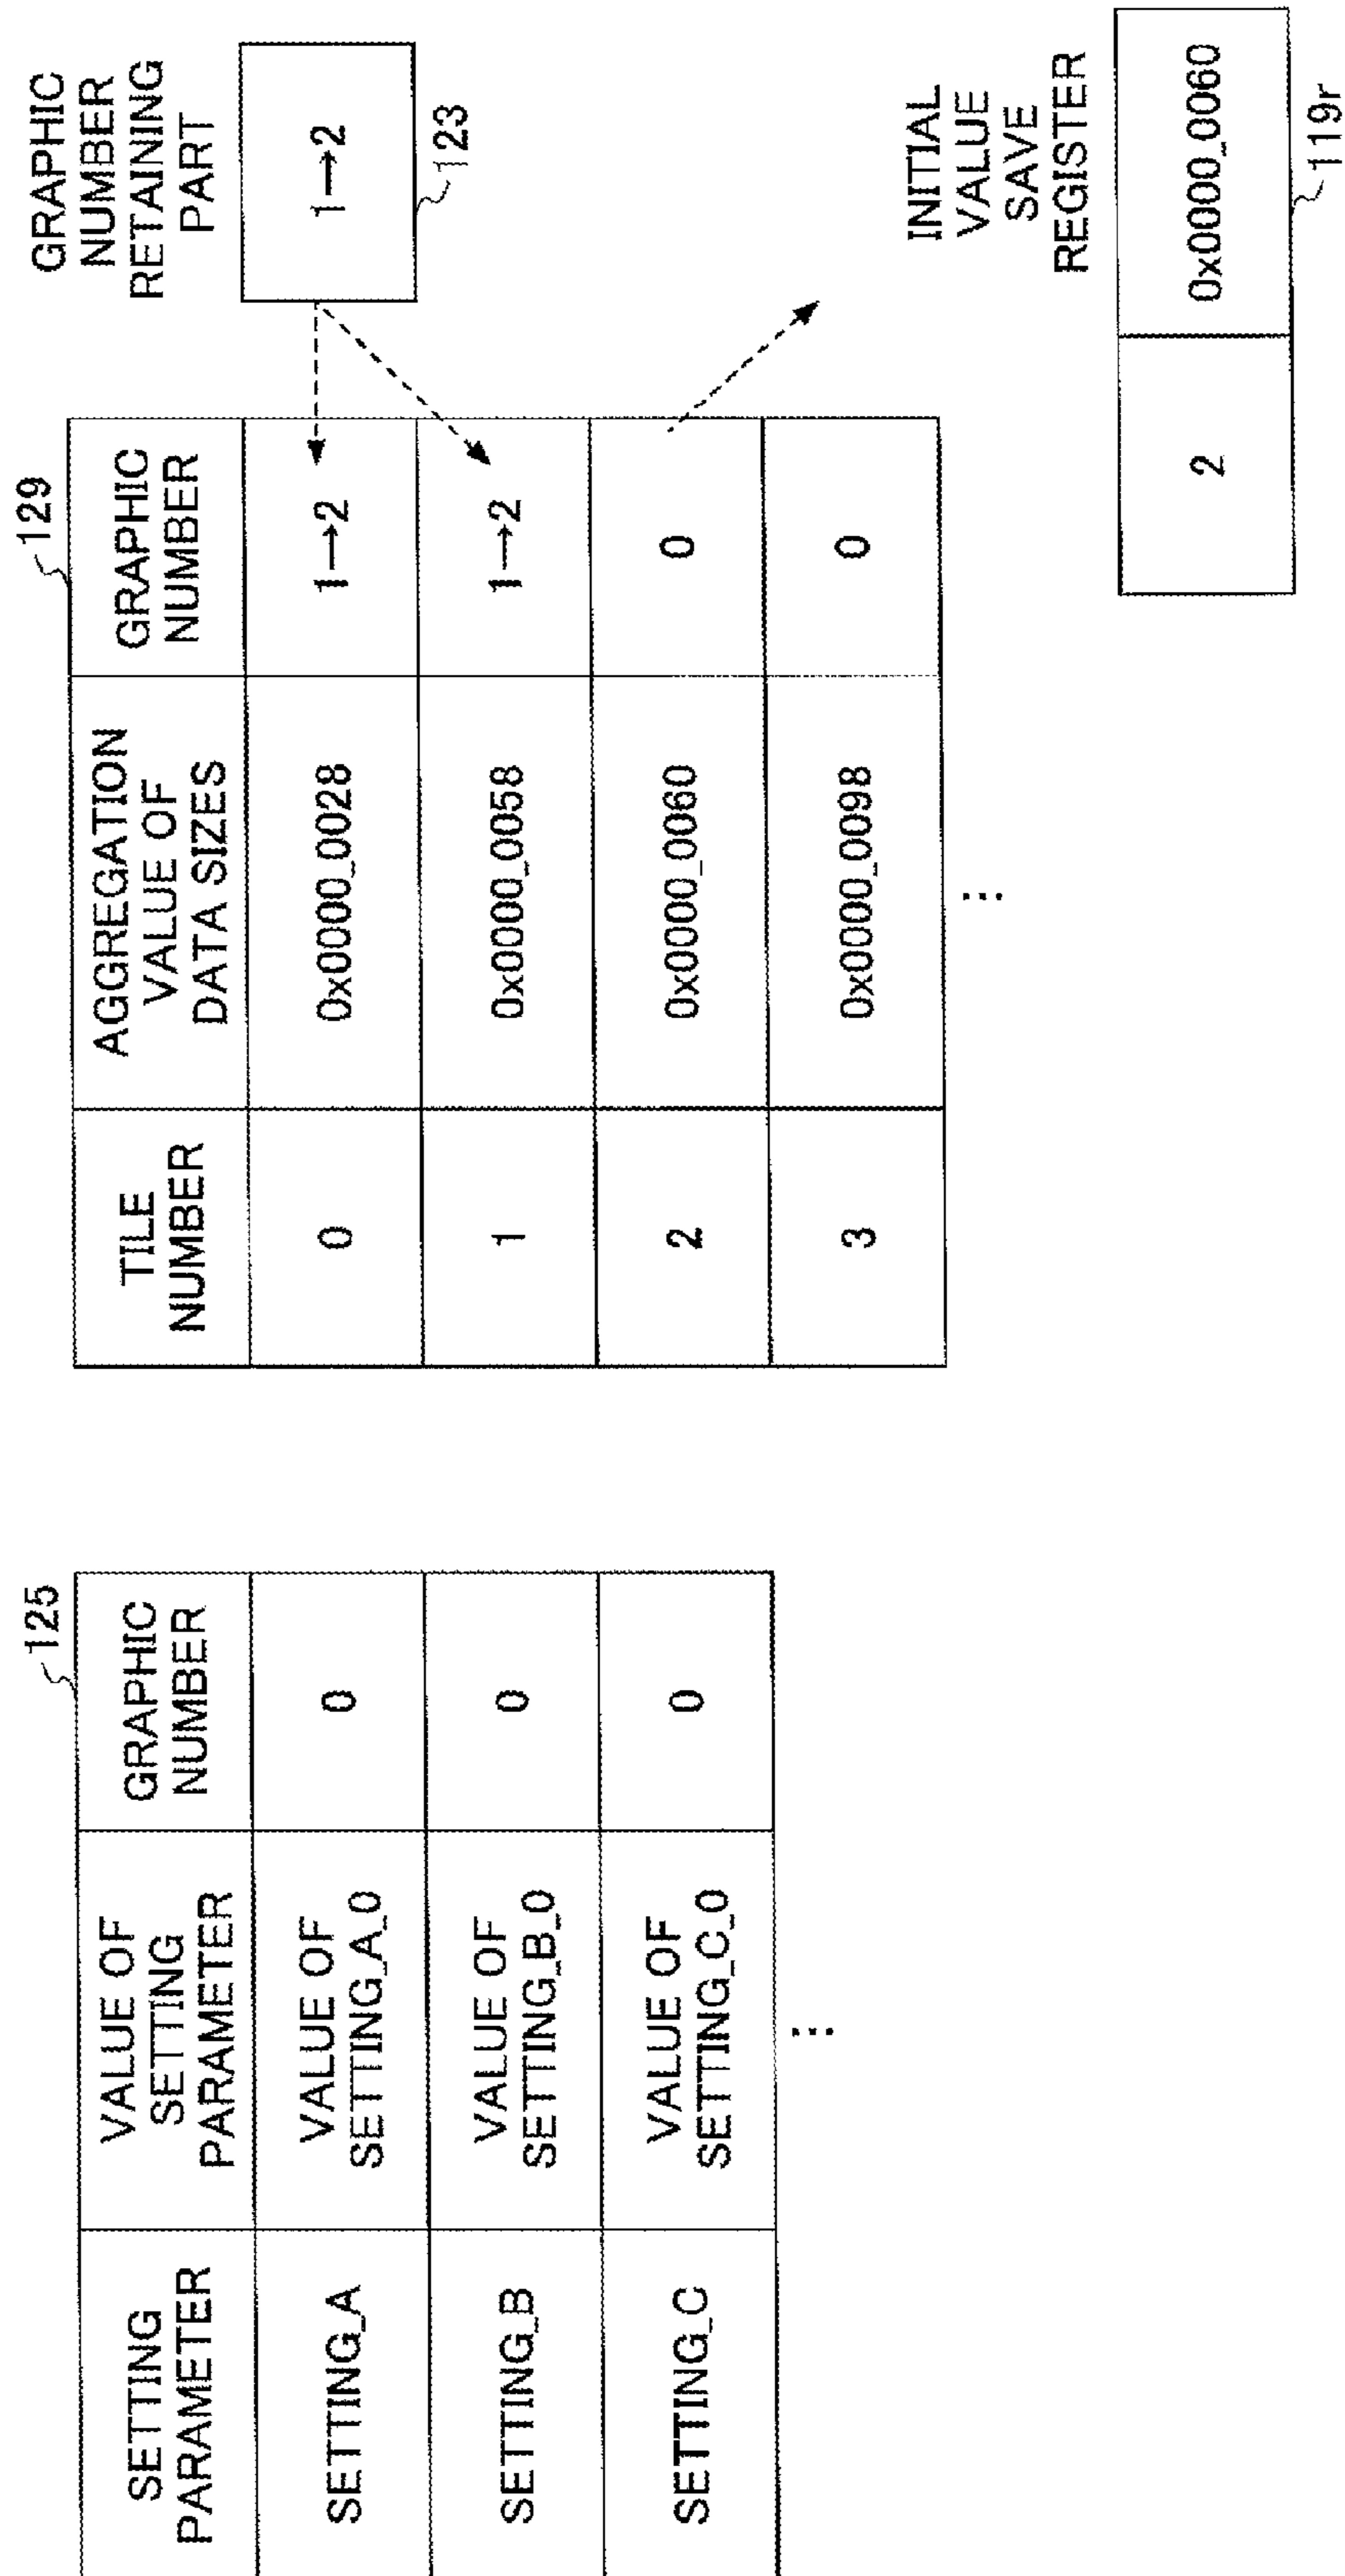 125
SETTING
PARAMETER
VALUE OF
SETTING
PARAMETER
GRAPHIC
NUMBER
SETTING_A
VALUE OF
SETTING_A_0
0
SETTING_B
VALUE OF
SETTING_B_0
0
SETTING_C
VALUE OF
SETTING_C_0
0
...
129
TILE
NUMBER
AGGREGATION
VALUE OF
DATA SIZES
GRAPHIC
NUMBER
0
0x0000_0028
1→2
1
0x0000_0058
1→2
2
0x0000_0060
0
3
0x0000_0098
0
...
GRAPHIC
NUMBER
RETAINING
PART
1→2
123
INITIAL
VALUE
SAVE
REGISTER
2
0x0000_0060
119r